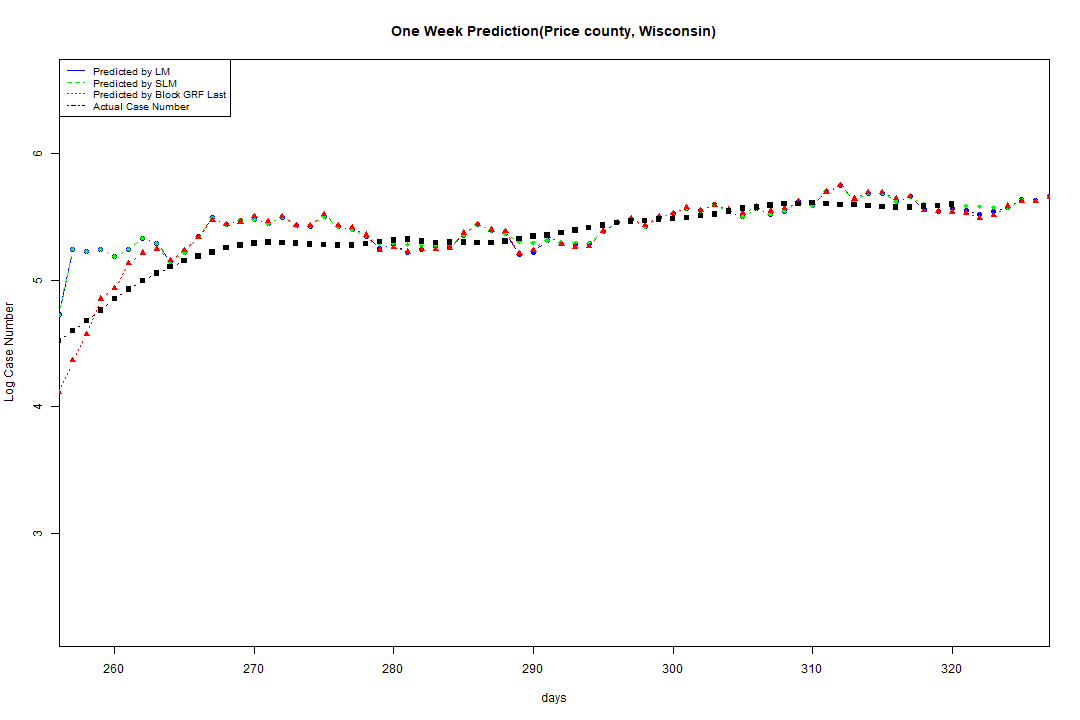 One Week Prediction(Price county, Wisconsin)
Predicted by LM
Predicted by SLM
Predicted by Block GRF Last
Actual Case Number
6
5
4
3
Log Case Number
260 270 280 290 300 310 320
days